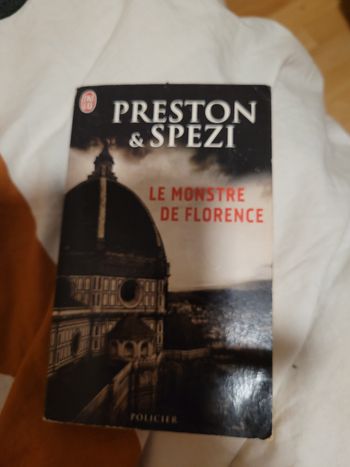 PRESTON
& SPEZI
LE MONSTRE
DE FLORENCE
POLICIER